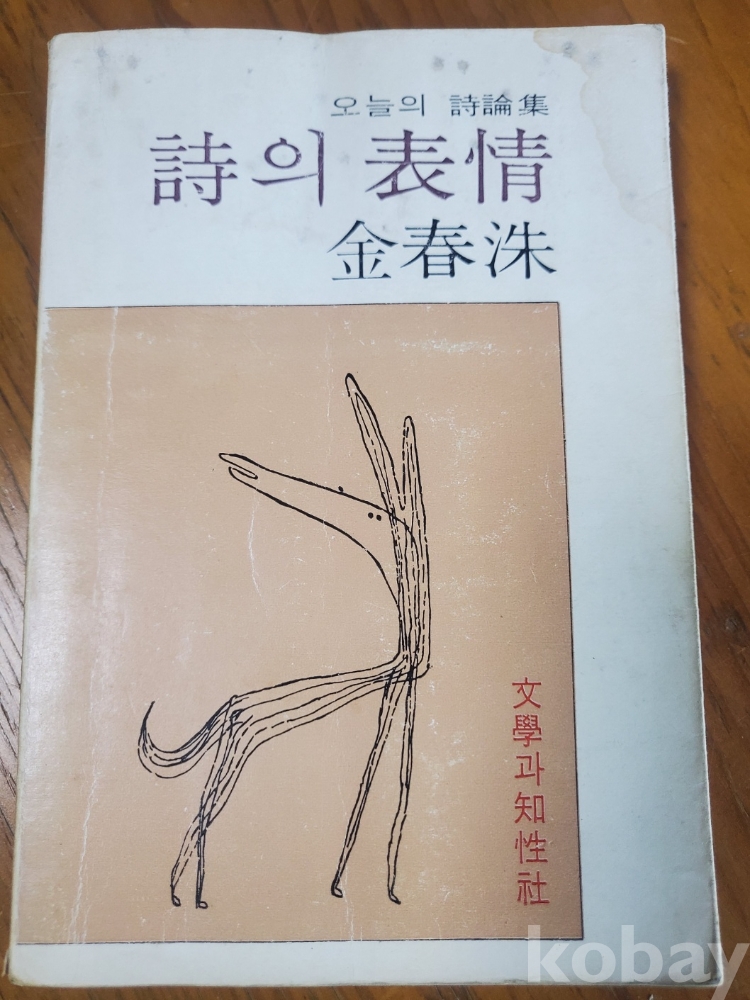 오늘의 詩論集
詩의 表情
金春洙
文學과知性社
kobay